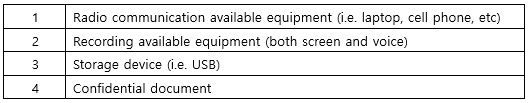 1 Radio communication available equipment (i.e. laptop, cell phone, etc)
2 Recording available equipment (both screen and voice)
3 Storage device (i.e. USB)
4 Confidential document